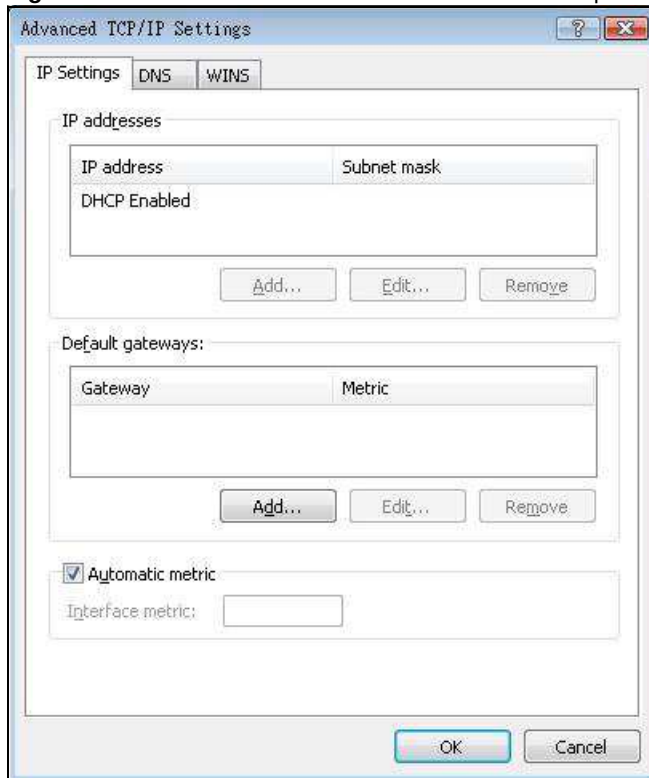 Advanced TCP/IP Settings
IP Settings DNS WINS
IP addresses
IP address Subnet mask
DHCP Enabled
Add... Edit... Remove
Default gateways:
Gateway Metric
Add... Edit... Remove
Automatic metric
Interface metric:
OK Cancel